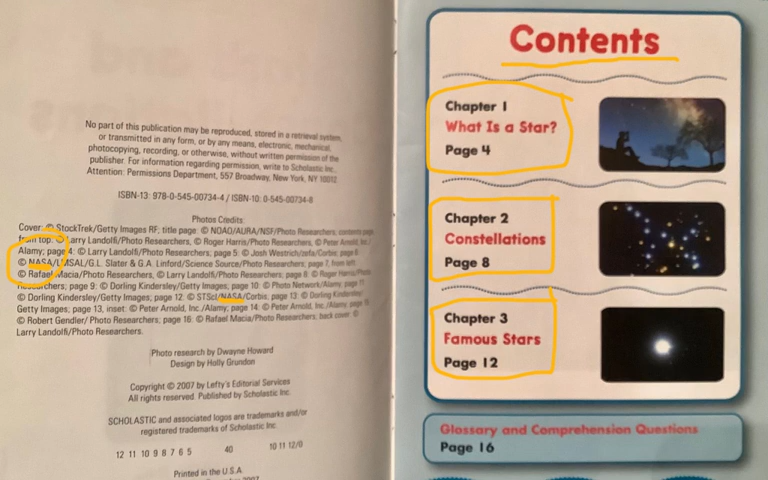 No part of this publication may be reproduced, stored in a retrieval system,
or transmitted in any form, or by any means, electronic, mechanical,
photocopying, recording, or otherwise, without written permission of the
publisher. For information regarding permission, write to Scholastic Inc.,
Attention: Permissions Department, 557 Broadway, New York, NY 10012.
ISBN-13: 978-0-545-00734-4 / ISBN-10: 0-545-00734-8
Photos Credits:
Cover: © StockTrek/Getty Images RF; title page: © NOAO/AURA/NSF/Photo Researchers; contents page,
from top: © Larry Landolfi/Photo Researchers, © Roger Harris/Photo Researchers, © Peter Arnold, Inc./
Alamy; page 4: © Larry Landolfi/Photo Researchers; page 5: © Josh Westrich/zefa/Corbis; page 6:
© NASA/LMSAL/G.L. Slater & G.A. Linford/Science Source/Photo Researchers; page 7, from left:
© Rafael Macia/Photo Researchers, © Larry Landolfi/Photo Researchers; page 8: © Roger Harris/Photo
Researchers; page 9: © Dorling Kindersley/Getty Images; page 10: © Photo Network/Alamy; page 11:
© Dorling Kindersley/Getty Images; page 12: © STScI/NASA/Corbis; page 13: © Dorling Kindersley/
Getty Images; page 13, inset: © Peter Arnold, Inc./Alamy; page 14: © Peter Arnold, Inc./Alamy; page 15:
© Robert Gendler/ Photo Researchers; page 16: © Rafael Macia/Photo Researchers; back cover: ©
Larry Landolfi/Photo Researchers.
Photo research by Dwayne Howard
Design by Holly Grundon
Copyright © 2007 by Lefty's Editorial Services
All rights reserved. Published by Scholastic Inc.
SCHOLASTIC and associated logos are trademarks and/or
registered trademarks of Scholastic Inc.
12 11 10 9 8 7 6 5 40 10 11 12/0
Printed in the U.S.A.
Contents
Chapter 1
What Is a Star?
Page 4
Chapter 2
Constellations
Page 8
Chapter 3
Famous Stars
Page 12
Glossary and Comprehension Questions
Page 16